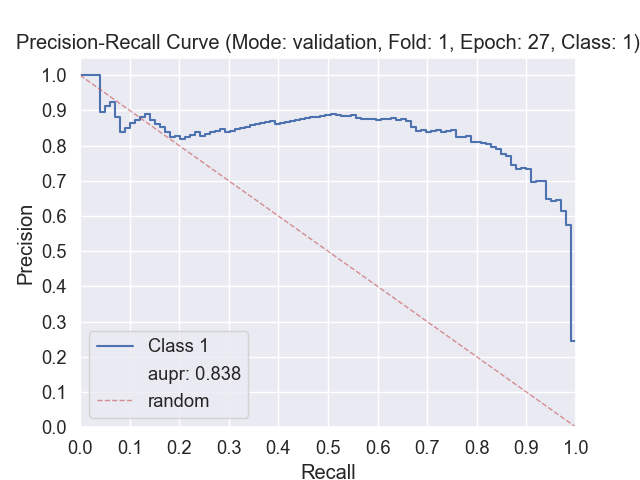 Precision-Recall Curve (Mode: validation, Fold: 1, Epoch: 27, Class: 1)
1.0
0.9
0.8
0.7
0.6
0.5
0.4
0.3
0.2
0.1
0.0
Precision
Class 1
aupr: 0.838
random
0.0 0.1 0.2 0.3 0.4 0.5 0.6 0.7 0.8 0.9 1.0
Recall